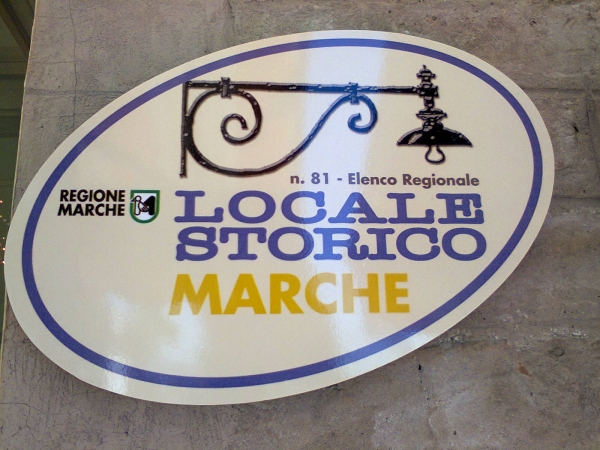 n. 81 - Elenco Regionale
REGIONE
MARCHE
LOCALE
STORICO
MARCHE